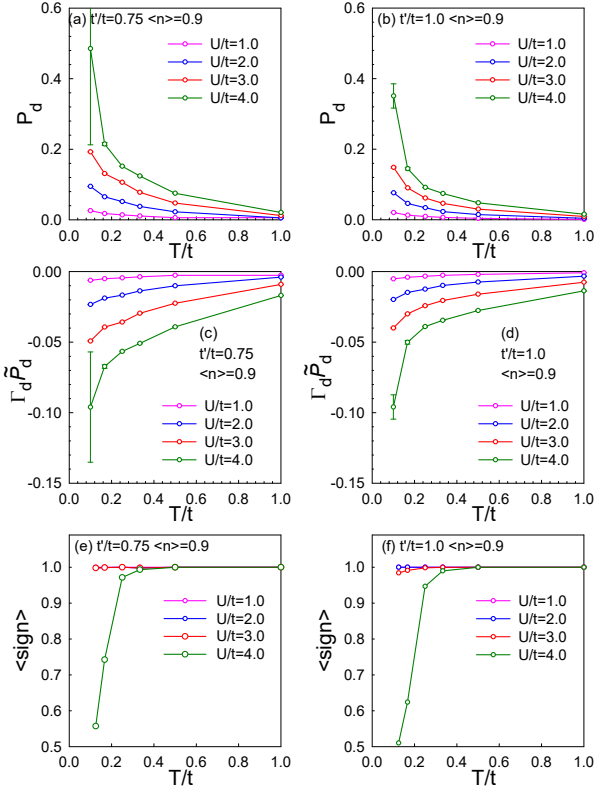 (a) t'/t=0.75 <n>=0.9
U/t=1.0
U/t=2.0
U/t=3.0
U/t=4.0
0.6
0.4
0.2
0.0
P_d
0.0 0.2 0.4 0.6 0.8 1.0
T/t
(b) t'/t=1.0 <n>=0.9
U/t=1.0
U/t=2.0
U/t=3.0
U/t=4.0
0.6
0.4
0.2
0.0
P_d
0.0 0.2 0.4 0.6 0.8 1.0
T/t
0.00
-0.05
-0.10
-0.15
Γ_d P̃_d
(c)
t'/t=0.75
<n>=0.9
U/t=1.0
U/t=2.0
U/t=3.0
U/t=4.0
0.0 0.2 0.4 0.6 0.8 1.0
T/t
0.00
-0.05
-0.10
-0.15
Γ_d P̃_d
(d)
t'/t=1.0
<n>=0.9
U/t=1.0
U/t=2.0
U/t=3.0
U/t=4.0
0.0 0.2 0.4 0.6 0.8 1.0
T/t
(e) t'/t=0.75 <n>=0.9
1.0
0.9
0.8
0.7
0.6
0.5
<sign>
U/t=1.0
U/t=2.0
U/t=3.0
U/t=4.0
0.0 0.2 0.4 0.6 0.8 1.0
T/t
(f) t'/t=1.0 <n>=0.9
1.0
0.9
0.8
0.7
0.6
0.5
<sign>
U/t=1.0
U/t=2.0
U/t=3.0
U/t=4.0
0.0 0.2 0.4 0.6 0.8 1.0
T/t